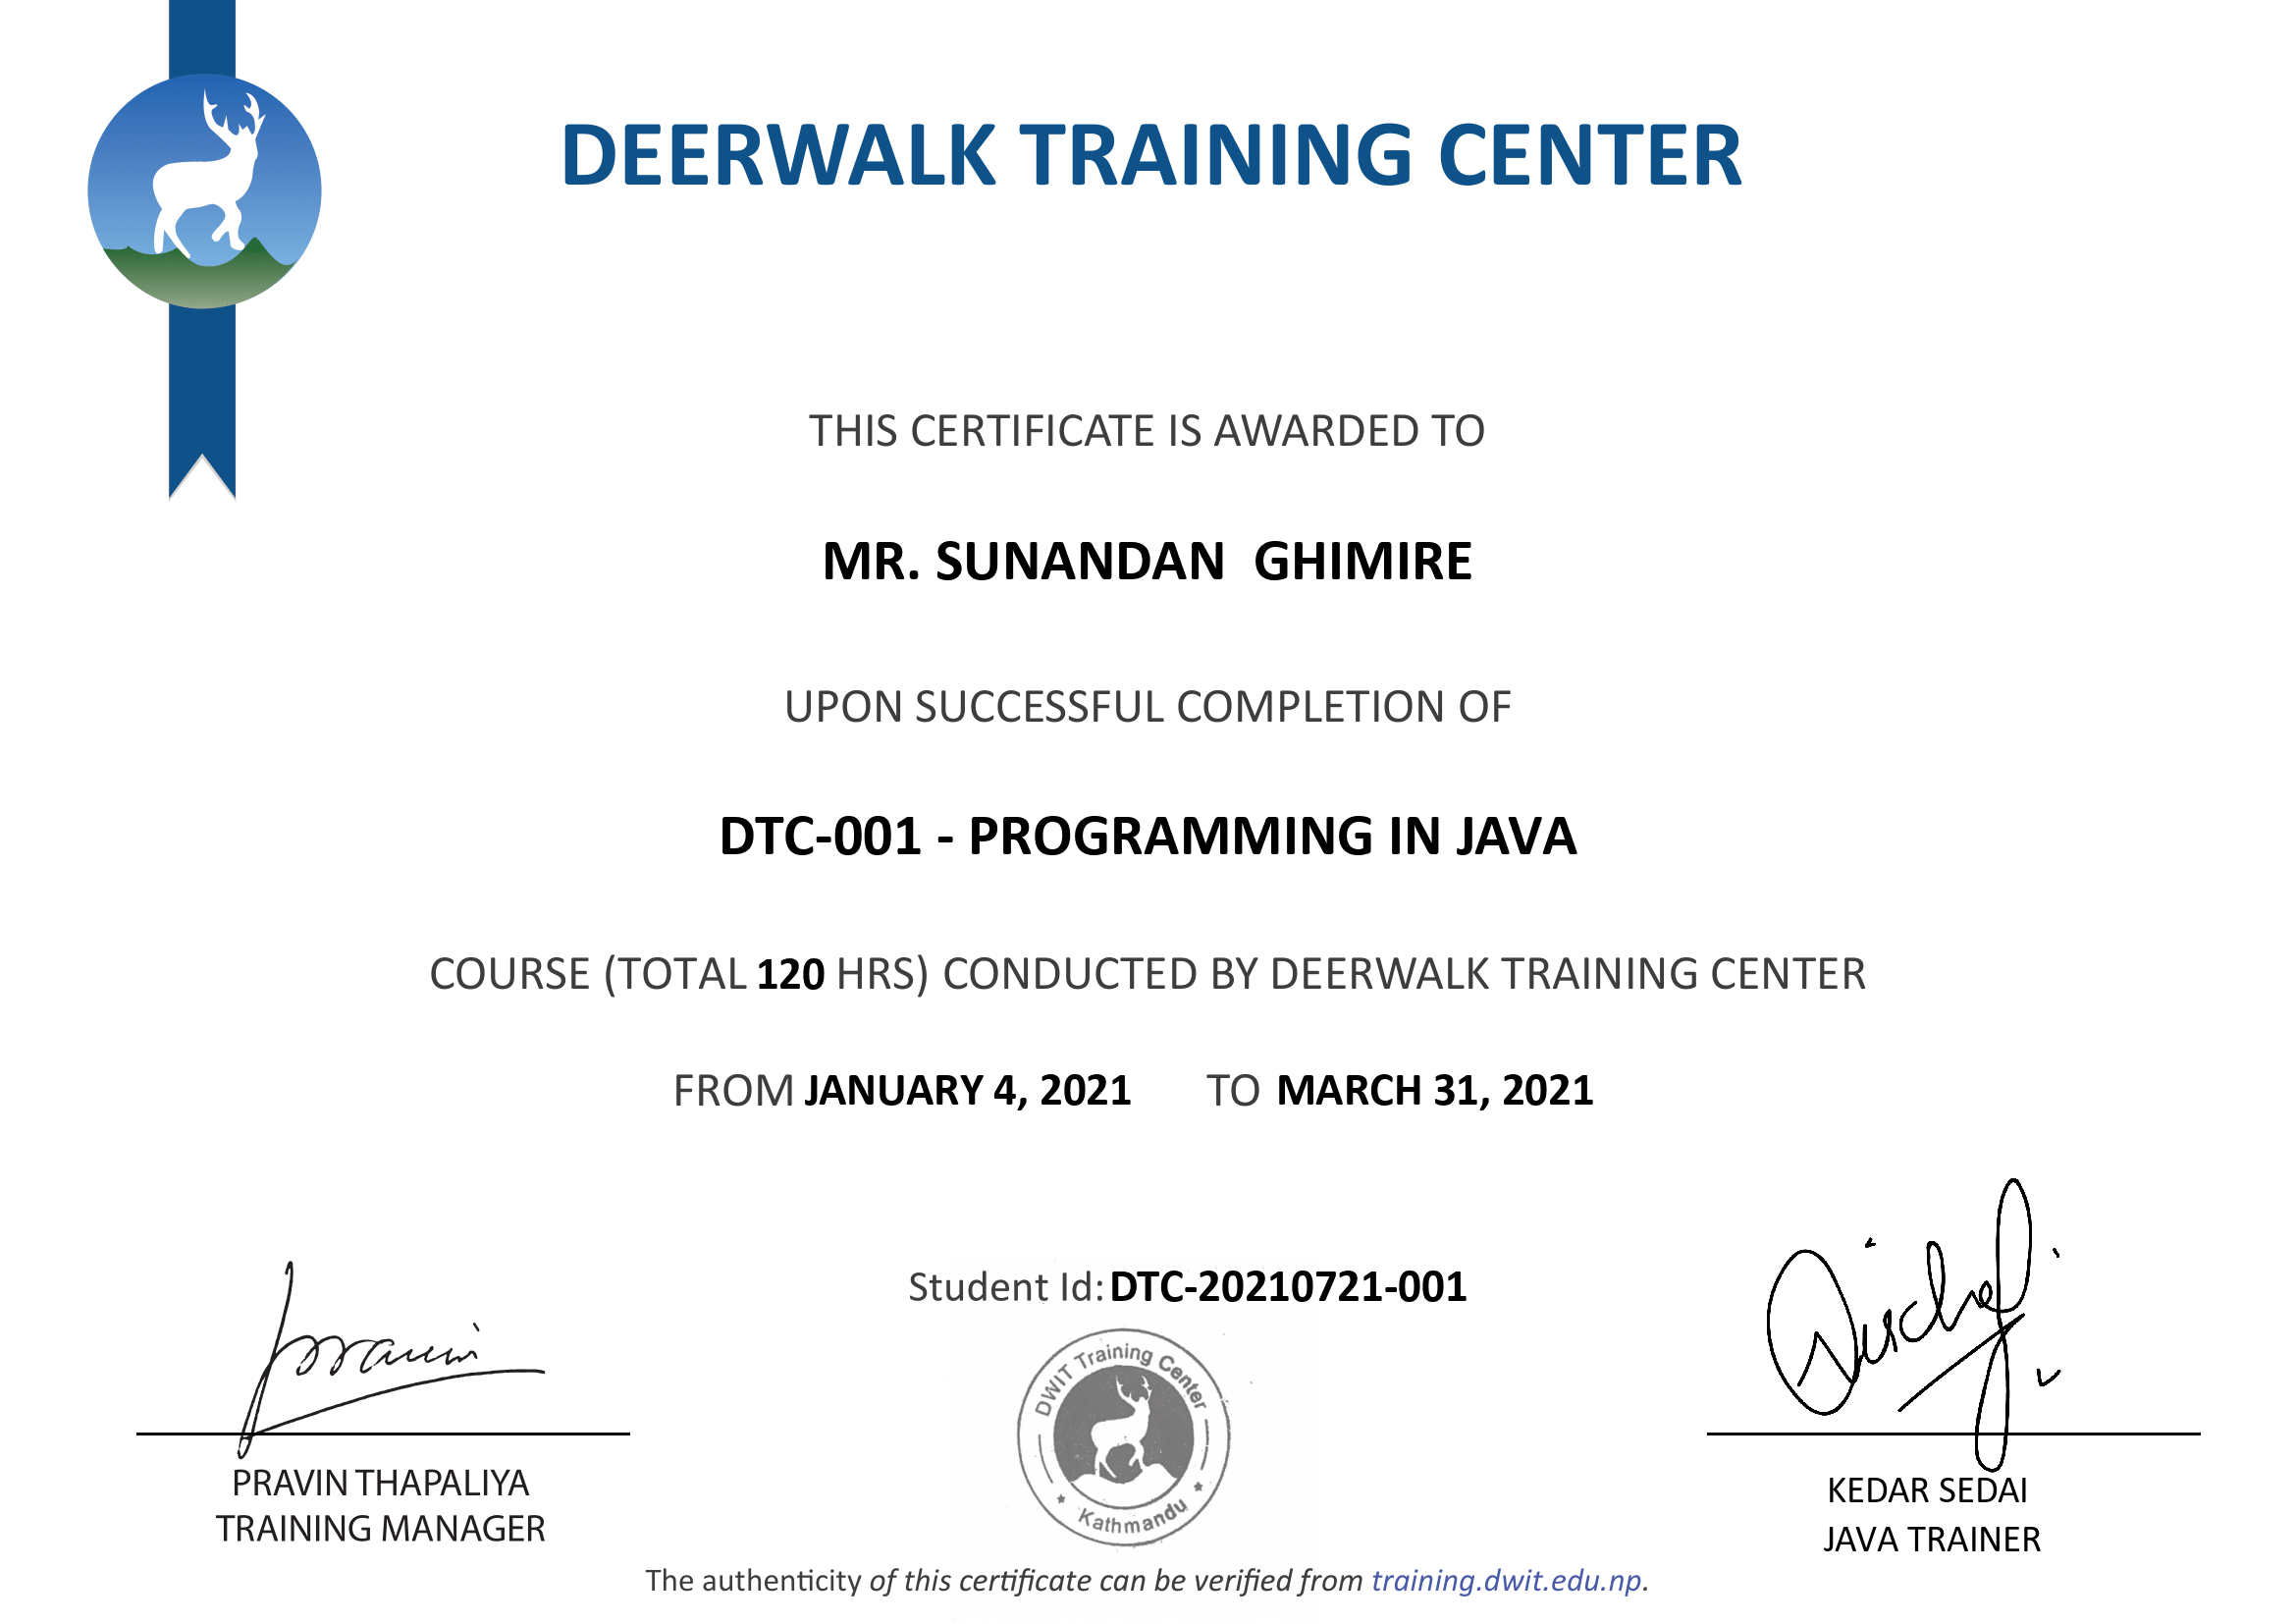 DEERWALK TRAINING CENTER
THIS CERTIFICATE IS AWARDED TO
MR. SUNANDAN GHIMIRE
UPON SUCCESSFUL COMPLETION OF
DTC-001 - PROGRAMMING IN JAVA
COURSE (TOTAL 120 HRS) CONDUCTED BY DEERWALK TRAINING CENTER
FROM JANUARY 4, 2021 TO MARCH 31, 2021
Student Id: DTC-20210721-001
DWIT Training Center
Kathmandu
PRAVIN THAPALIYA
TRAINING MANAGER
KEDAR SEDAI
JAVA TRAINER
The authenticity of this certificate can be verified from training.dwit.edu.np.